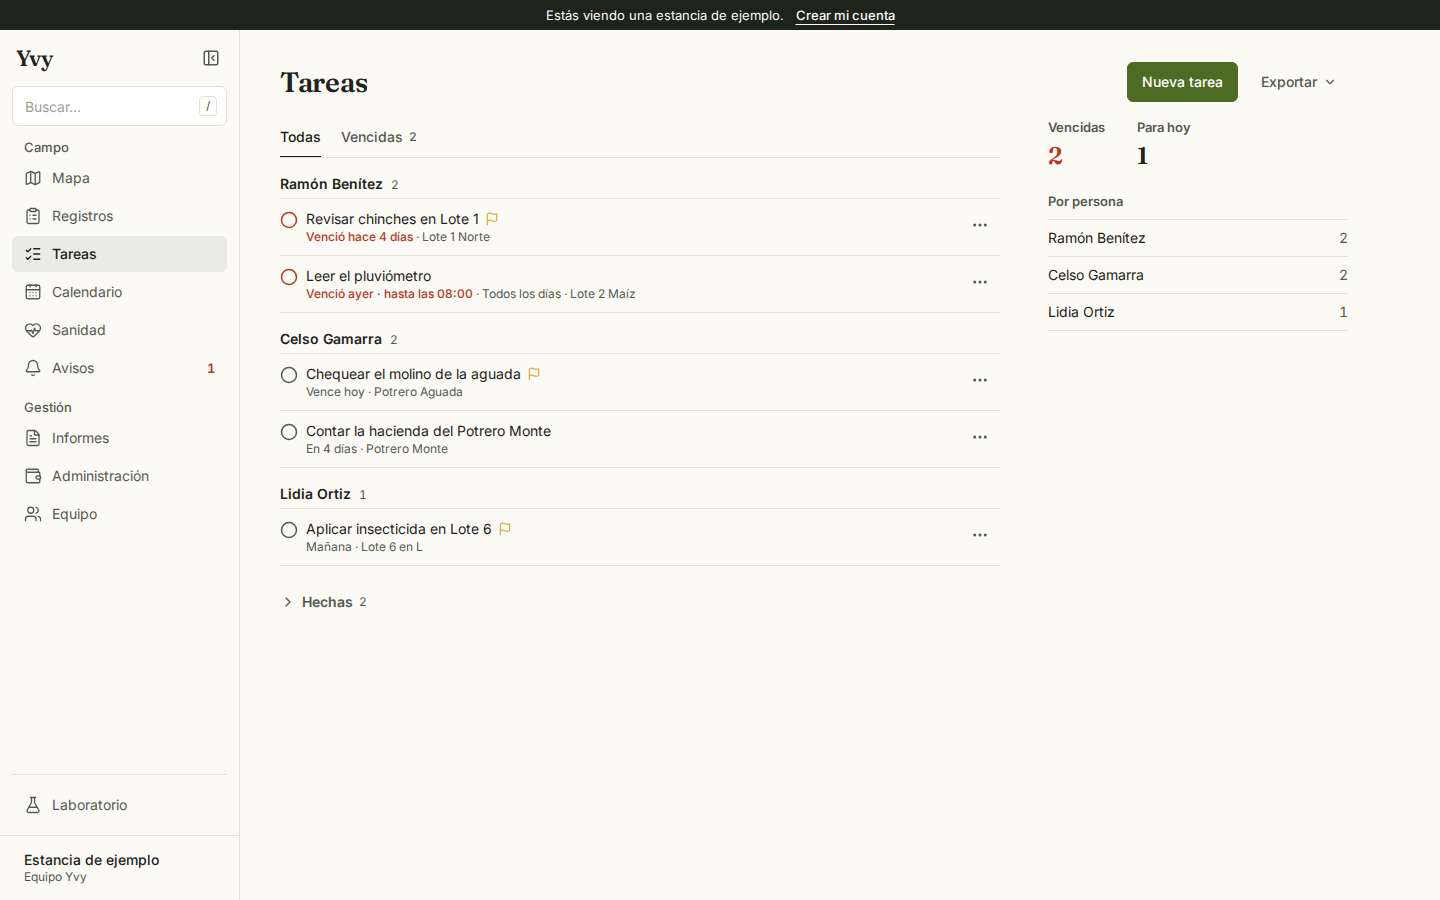 Estás viendo una estancia de ejemplo. Crear mi cuenta
Yvy
Buscar... /
Campo
Mapa
Registros
Tareas
Calendario
Sanidad
Avisos 1
Gestión
Informes
Administración
Equipo
Laboratorio
Estancia de ejemplo
Equipo Yvy
Tareas
Nueva tarea
Exportar
Todas
Vencidas 2
Ramón Benítez 2
Revisar chinches en Lote 1
Venció hace 4 días · Lote 1 Norte
Leer el pluviómetro
Venció ayer · hasta las 08:00 · Todos los días · Lote 2 Maíz
Celso Gamarra 2
Chequear el molino de la aguada
Vence hoy · Potrero Aguada
Contar la hacienda del Potrero Monte
En 4 días · Potrero Monte
Lidia Ortiz 1
Aplicar insecticida en Lote 6
Mañana · Lote 6 en L
Hechas 2
Vencidas
2
Para hoy
1
Por persona
Ramón Benítez 2
Celso Gamarra 2
Lidia Ortiz 1